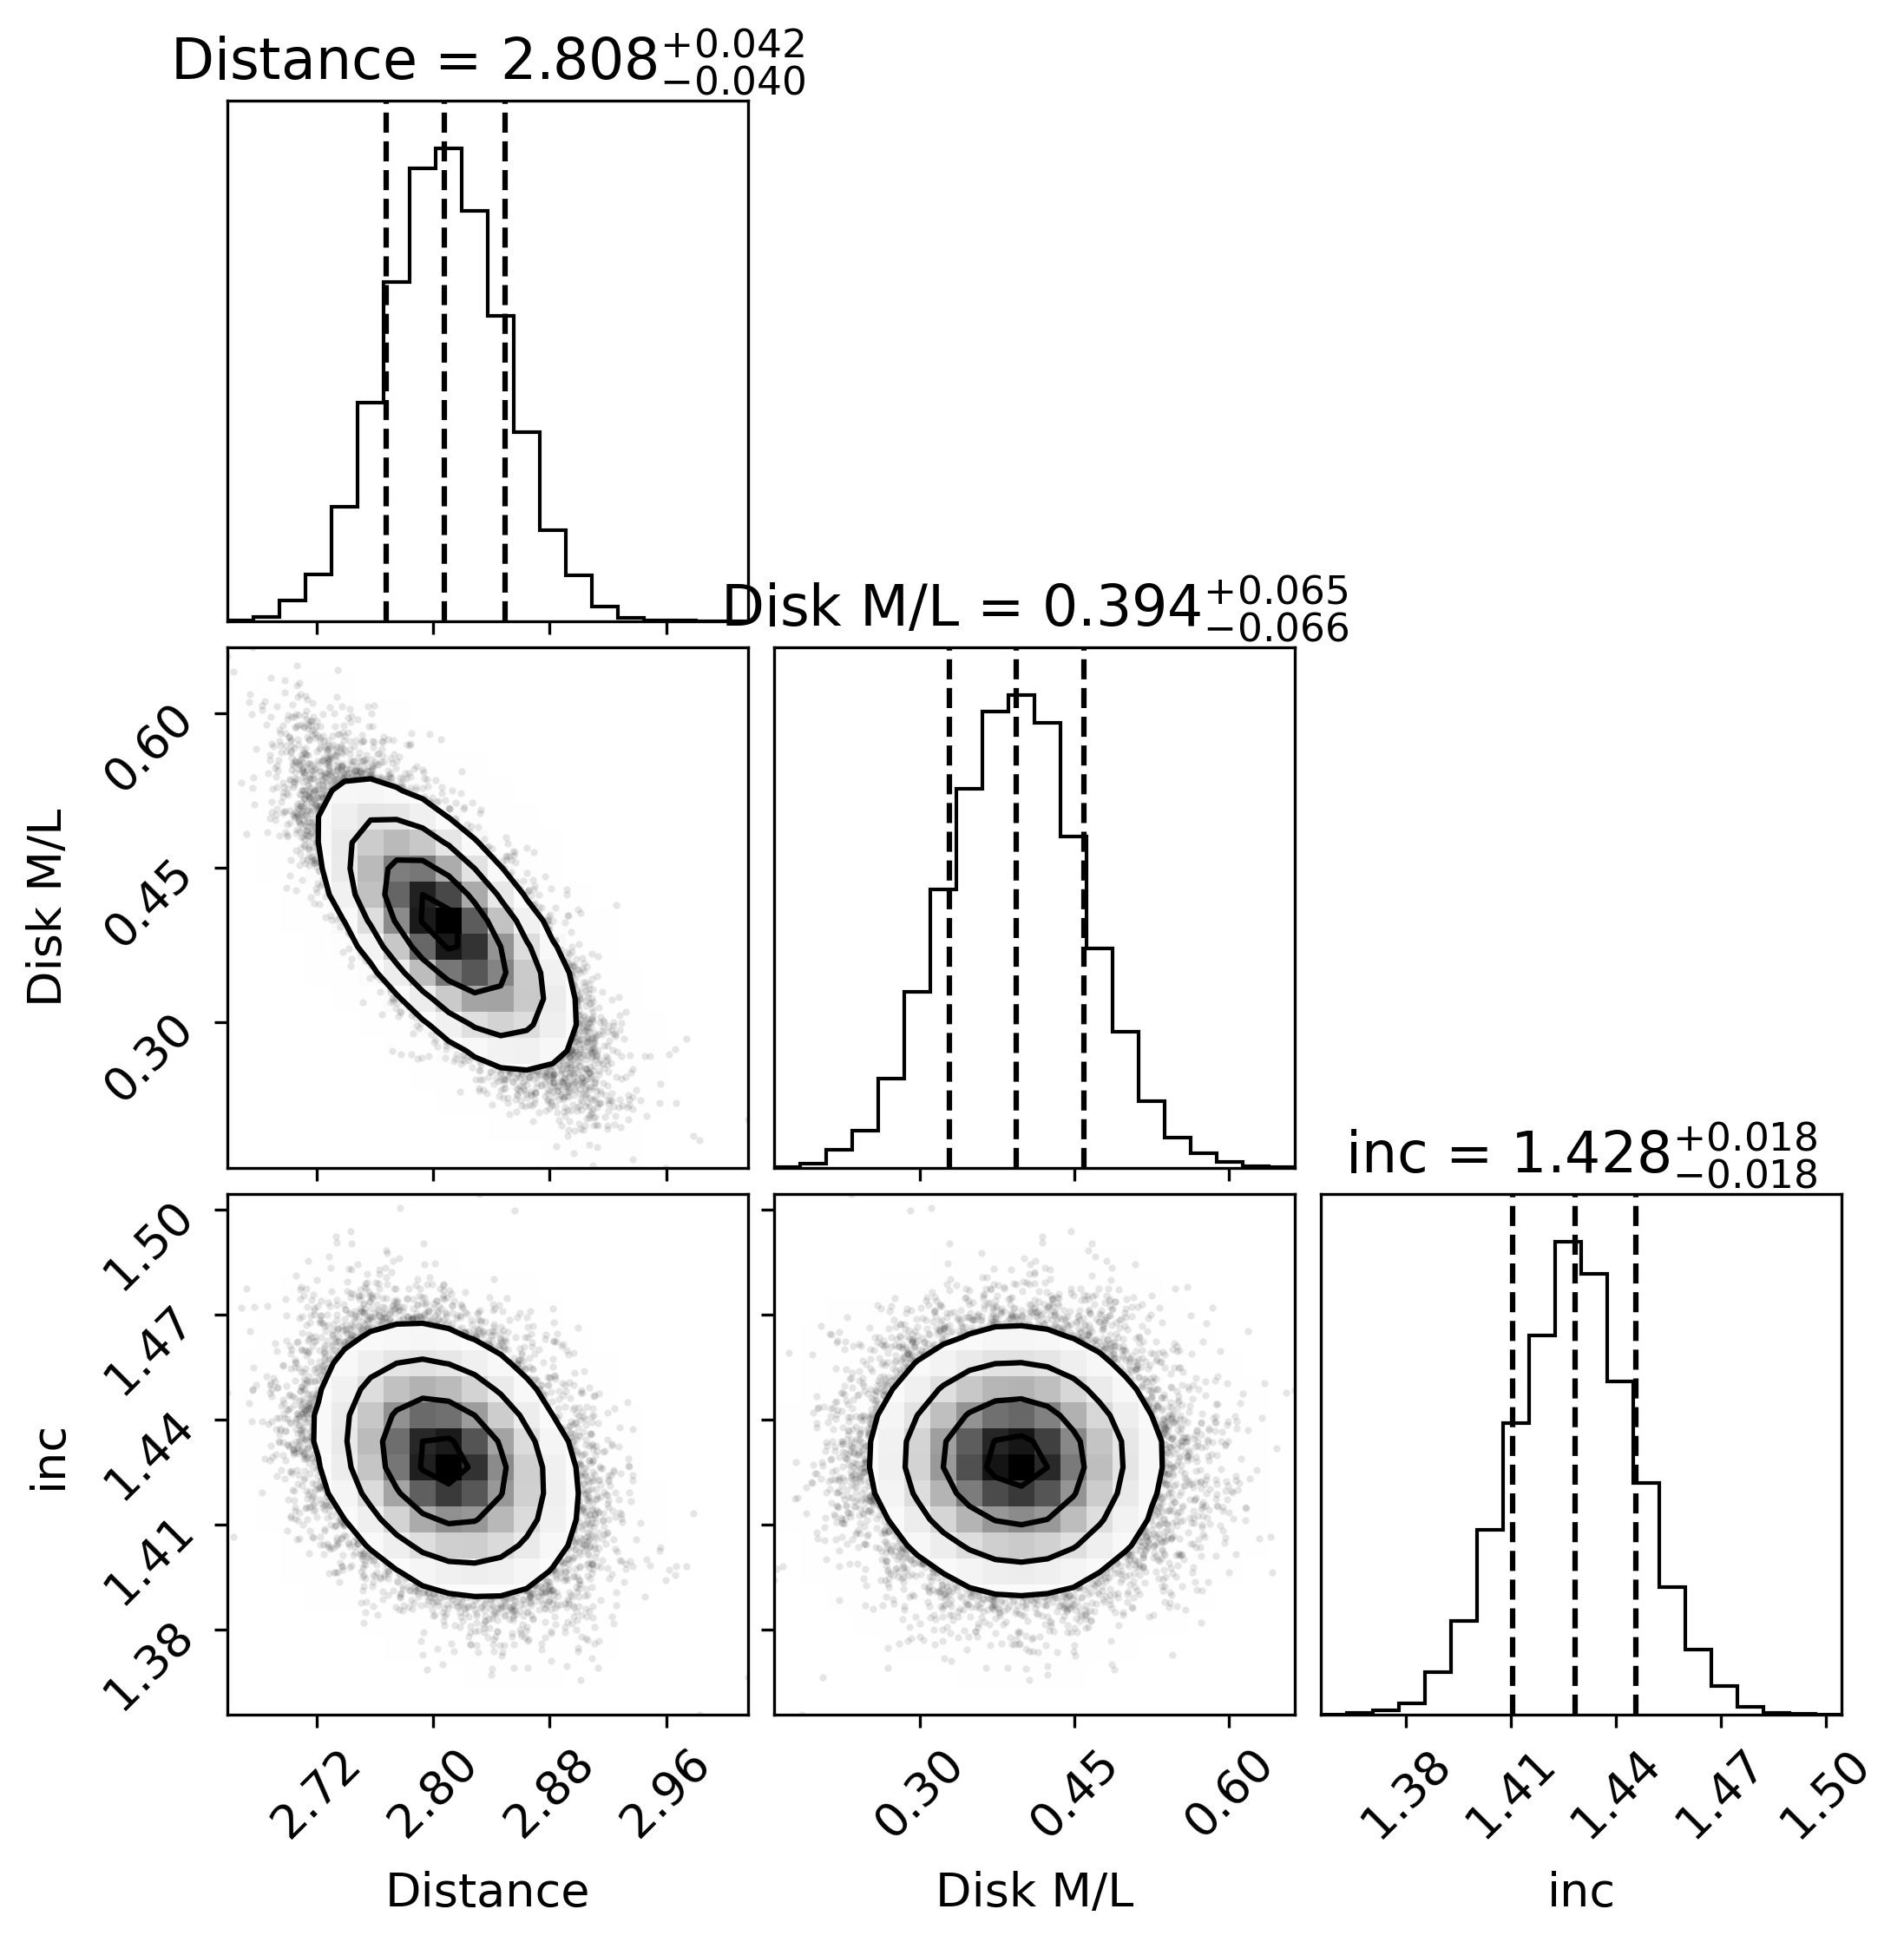 Distance = 2.808+0.042 −0.040
Disk M/L = 0.394+0.065 −0.066
0.60
0.45
0.30
Disk M/L
inc = 1.428+0.018 −0.018
1.50
1.47
1.44
1.41
1.38
inc
2.72 2.80 2.88 2.96 0.30 0.45 0.60 1.38 1.41 1.44 1.47 1.50
Distance Disk M/L inc